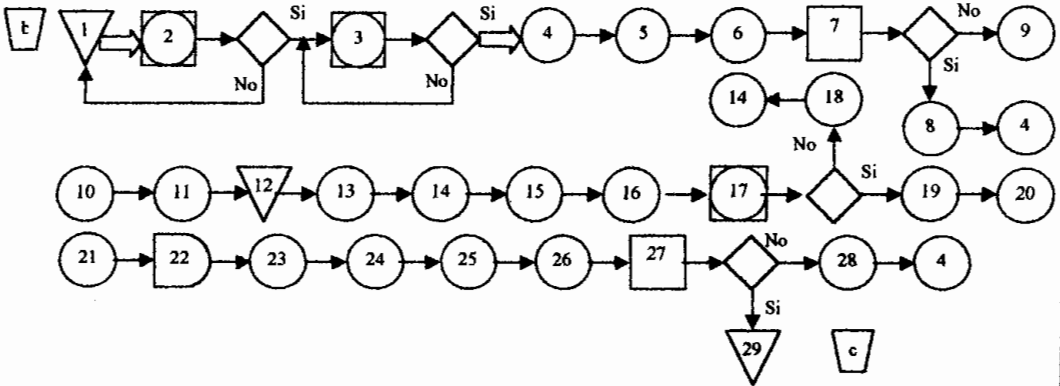 t 1 2 Si 3 Si 4 5 6 7 No 9
No No Si
14 18 8 4
No
10 11 12 13 14 15 16 17 Si 19 20
21 22 23 24 25 26 27 No 28 4
Si
29 c